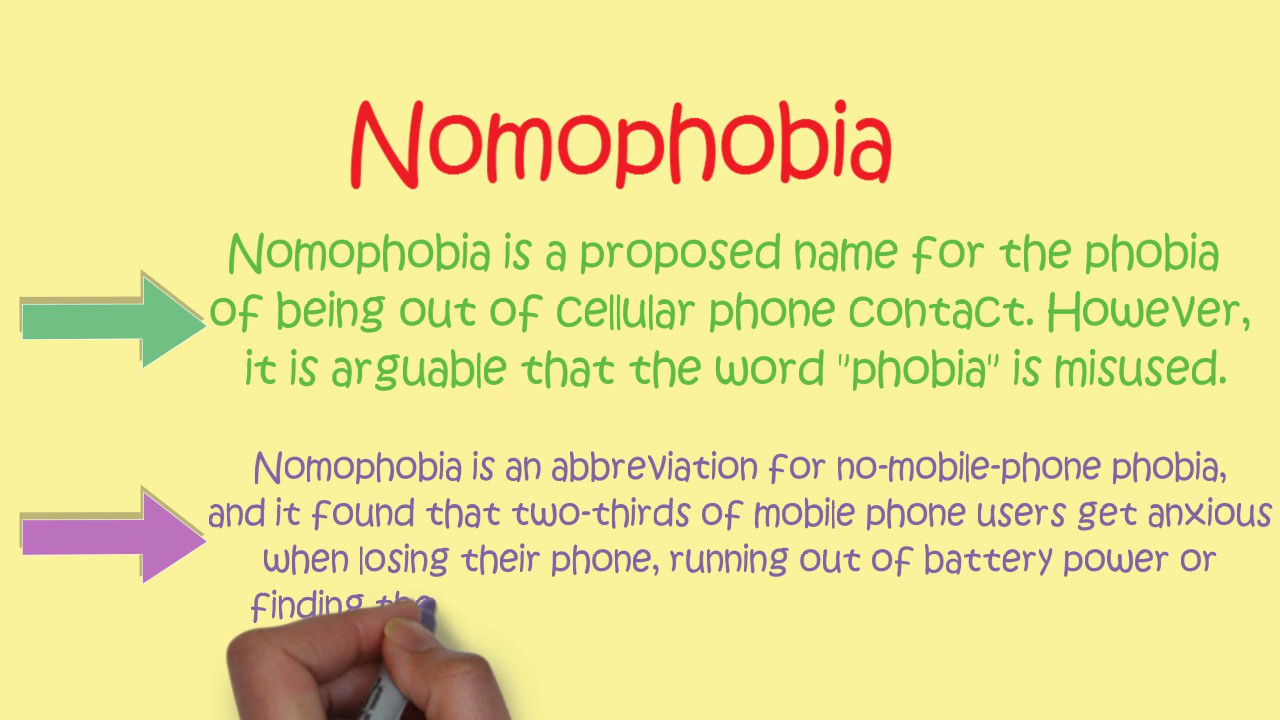 Nomophobia
Nomophobia is a proposed name for the phobia
of being out of cellular phone contact. However,
it is arguable that the word "phobia" is misused.
Nomophobia is an abbreviation for no-mobile-phone phobia,
and it found that two-thirds of mobile phone users get anxious
when losing their phone, running out of battery power or
finding